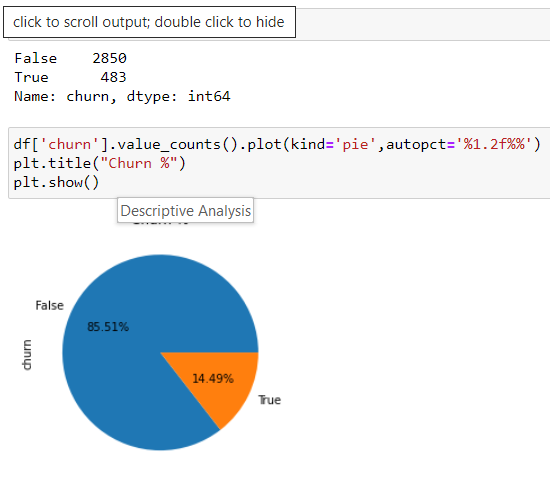 click to scroll output; double click to hide
False    2850
True      483
Name: churn, dtype: int64
df['churn'].value_counts().plot(kind='pie',autopct='%1.2f%%')
plt.title("Churn %")
plt.show()
Descriptive Analysis
False
85.51%
churn
14.49%
True